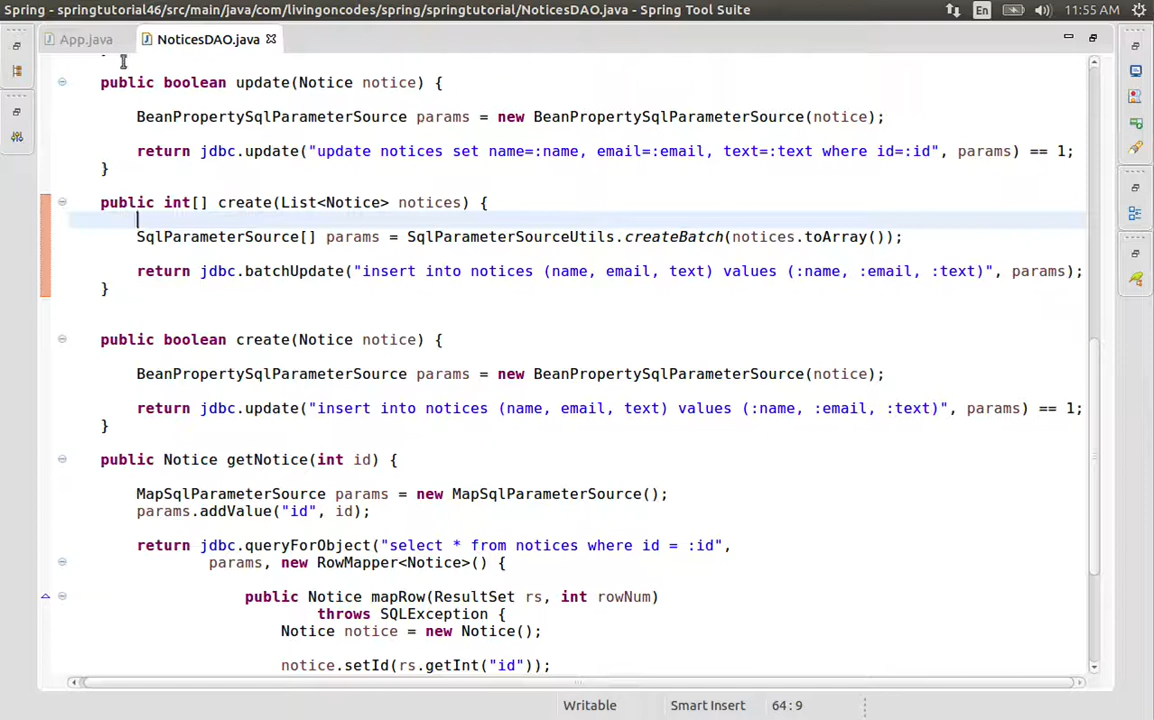 Spring - springtutorial46/src/main/java/com/livingoncodes/spring/springtutorial/NoticesDAO.java - Spring Tool Suite
En
11:55 AM
App.java
NoticesDAO.java
public boolean update(Notice notice) {
BeanPropertySqlParameterSource params = new BeanPropertySqlParameterSource(notice);
return jdbc.update("update notices set name=:name, email=:email, text=:text where id=:id", params) == 1;
}
public int[] create(List<Notice> notices) {
SqlParameterSource[] params = SqlParameterSourceUtils.createBatch(notices.toArray());
return jdbc.batchUpdate("insert into notices (name, email, text) values (:name, :email, :text)", params);
}
public boolean create(Notice notice) {
BeanPropertySqlParameterSource params = new BeanPropertySqlParameterSource(notice);
return jdbc.update("insert into notices (name, email, text) values (:name, :email, :text)", params) == 1;
}
public Notice getNotice(int id) {
MapSqlParameterSource params = new MapSqlParameterSource();
params.addValue("id", id);
return jdbc.queryForObject("select * from notices where id = :id",
params, new RowMapper<Notice>() {
public Notice mapRow(ResultSet rs, int rowNum)
throws SQLException {
Notice notice = new Notice();
notice.setId(rs.getInt("id"));
Writable
Smart Insert
64:9